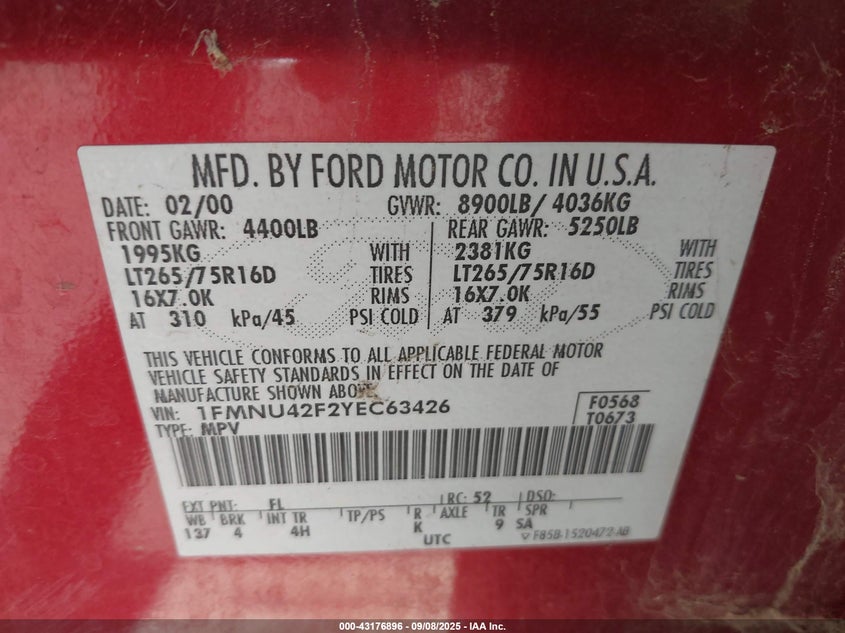 MFD. BY FORD MOTOR CO. IN U.S.A.
DATE: 02/00 GVWR: 8900LB/ 4036KG
FRONT GAWR: 4400LB REAR GAWR: 5250LB
1995KG WITH 2381KG WITH
LT265/75R16D TIRES LT265/75R16D TIRES
16X7.0K RIMS 16X7.0K RIMS
AT 310 kPa/45 PSI COLD AT 379 kPa/55 PSI COLD
THIS VEHICLE CONFORMS TO ALL APPLICABLE FEDERAL MOTOR
VEHICLE SAFETY STANDARDS IN EFFECT ON THE DATE OF
MANUFACTURE SHOWN ABOVE
VIN: 1FMNU42F2YEC63426 F0568
TYPE: MPV T0673
EXT PNT: FL RC: 52 DSO:
WB BRK INT TR TP/PS R AXLE TR SPR
137 4 4H K 9 SA
UTC F85B-1520472-AB
000-43176896 - 09/08/2025 - IAA Inc.